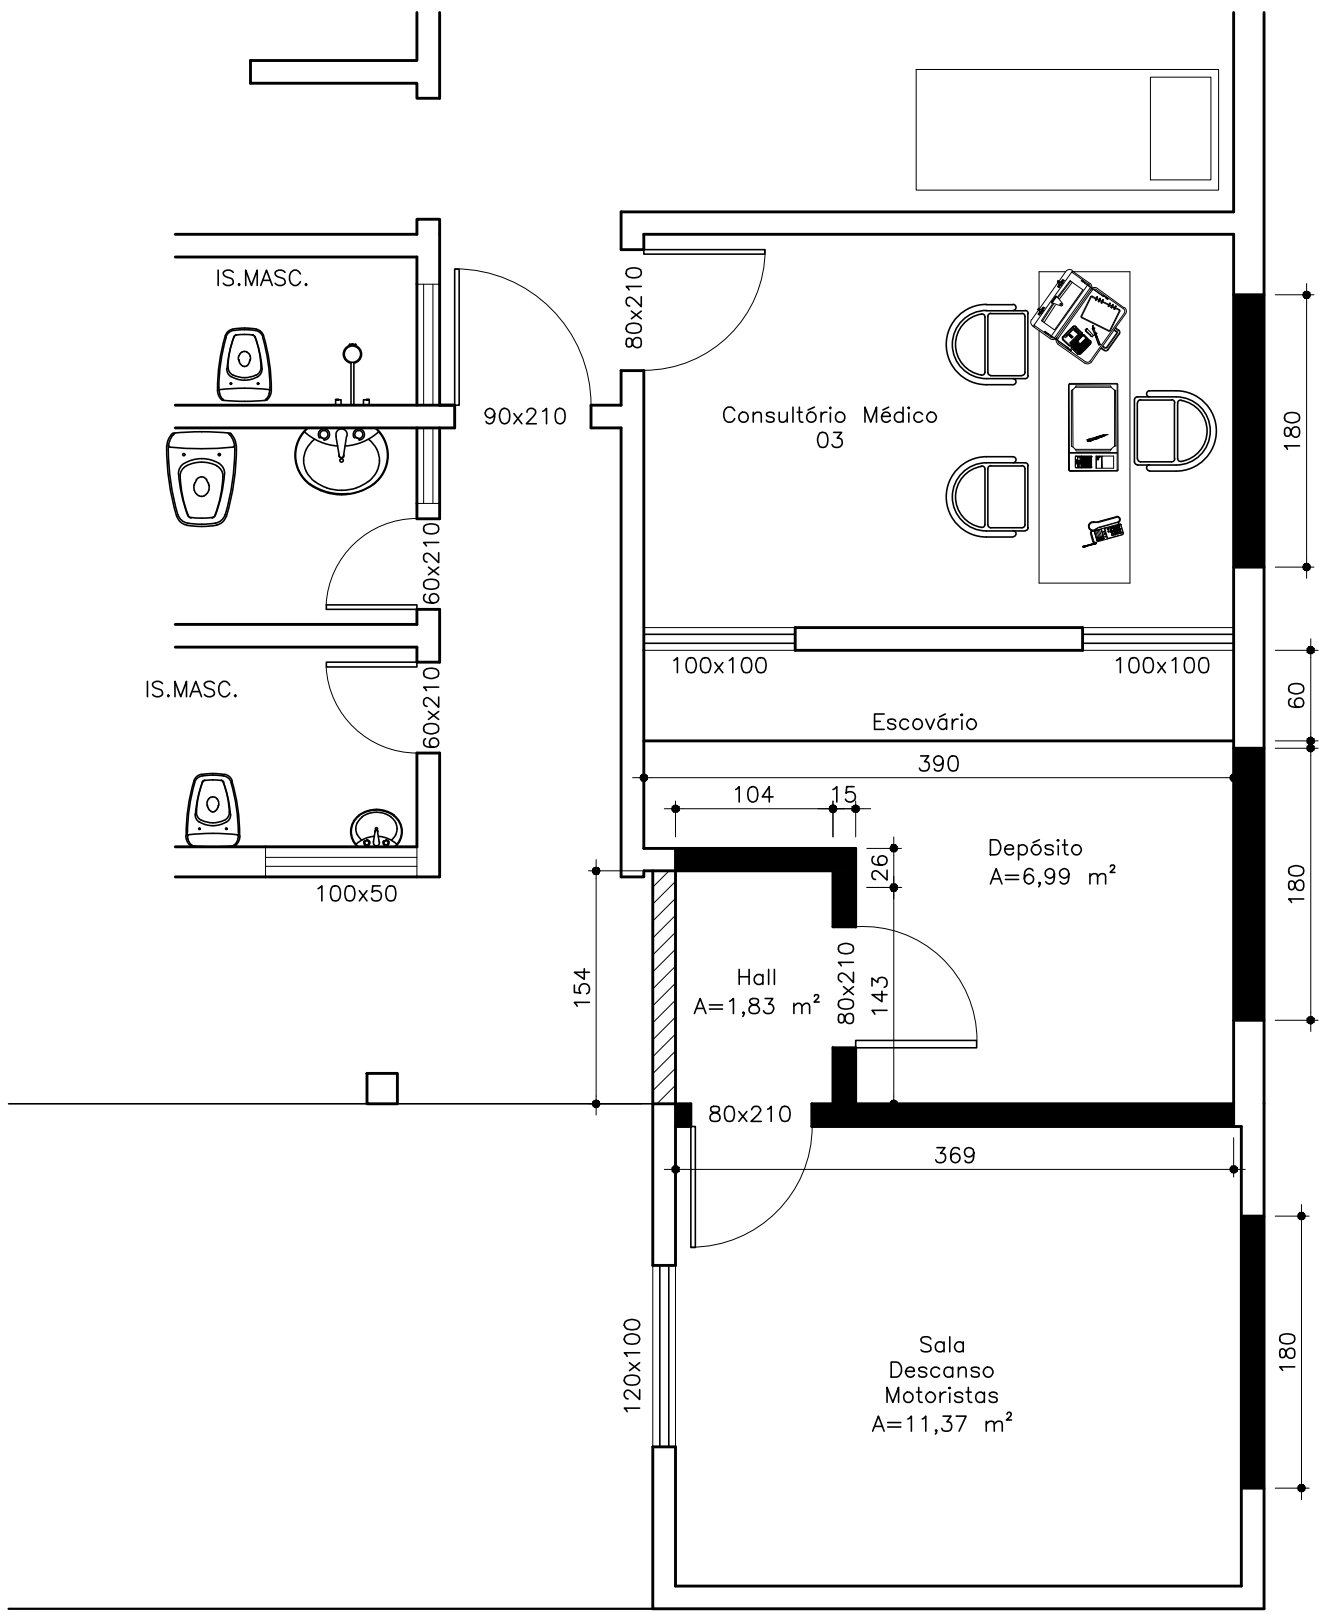 IS.MASC.
80x210
90x210
Consultório Médico
03
180
60x210
IS.MASC.
60x210
100x100
100x100
60
Escovário
390
104
15
Depósito
A=6,99 m²
26
180
100x50
154
Hall
A=1,83 m²
80x210
143
80x210
369
120x100
Sala
Descanso
Motoristas
A=11,37 m²
180